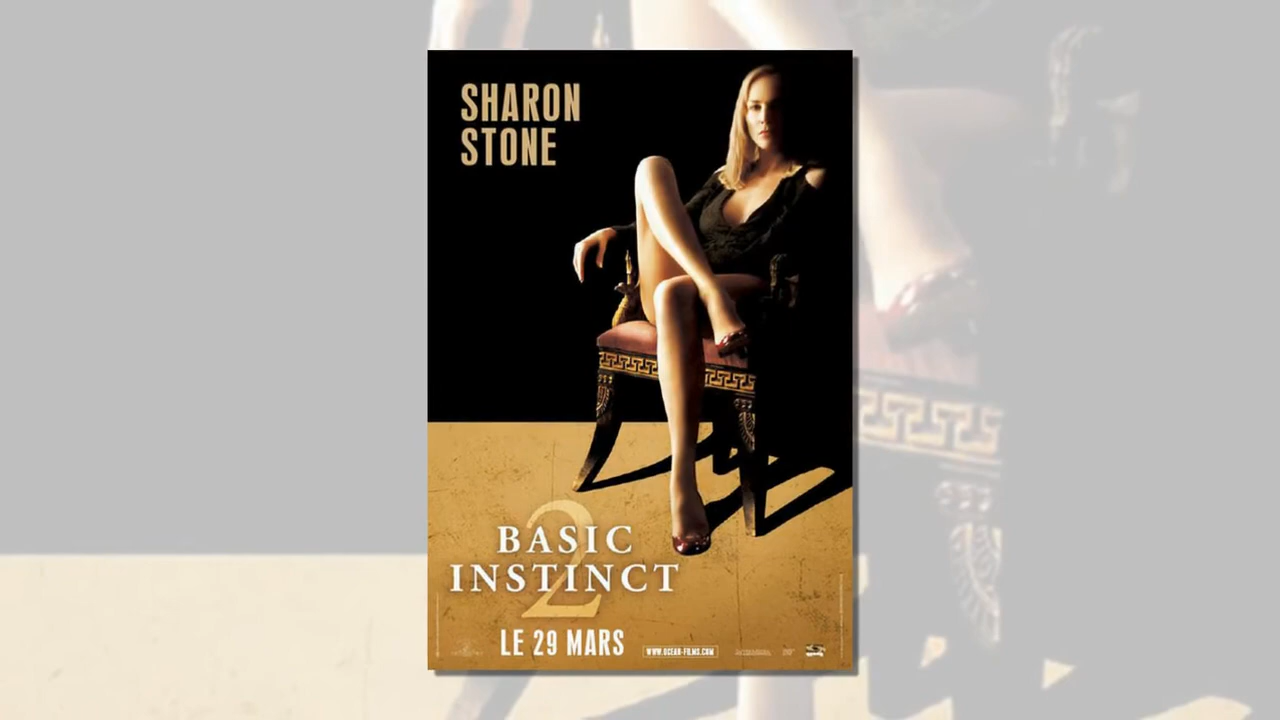 SHARON
STONE
2
BASIC
INSTINCT
LE 29 MARS
WWW.OCEAN-FILMS.COM